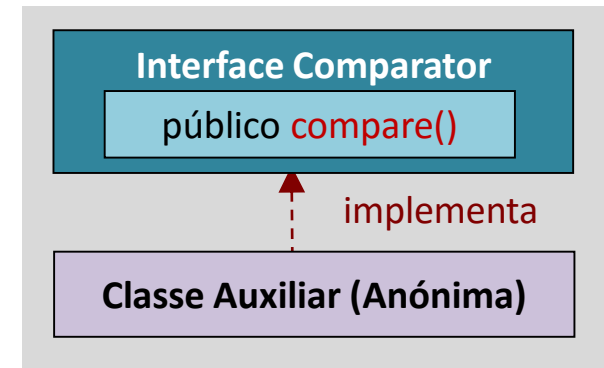 Interface Comparator
público compare()
implementa
Classe Auxiliar (Anónima)